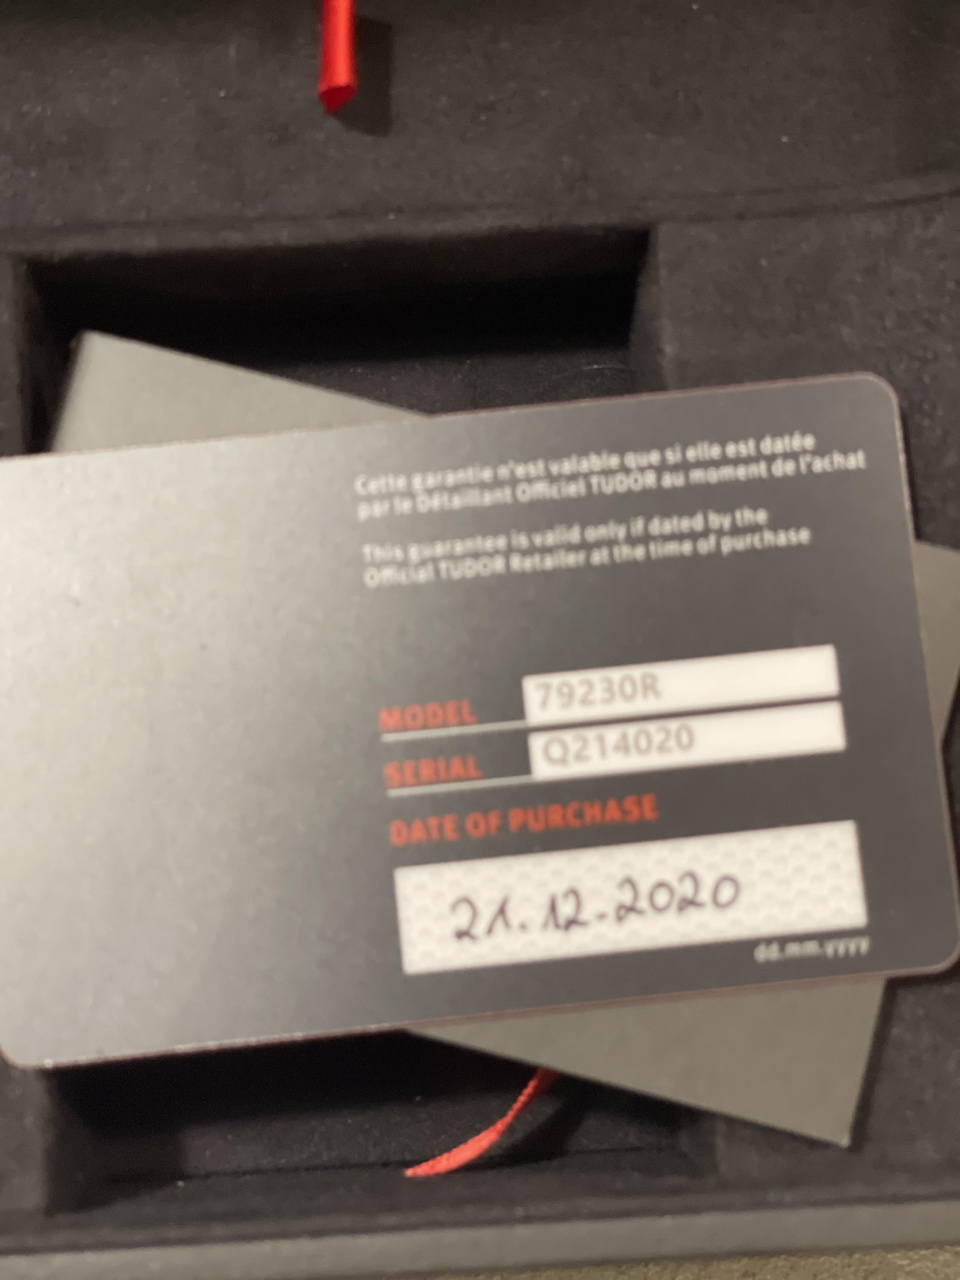 Cette garantie n'est valable que si elle est datée
par le Détaillant Officiel TUDOR au moment de l'achat
This guarantee is valid only if dated by the
Official TUDOR Retailer at the time of purchase
MODEL 79230R
SERIAL Q214020
DATE OF PURCHASE
21.12.2020
dd.mm.yyyy